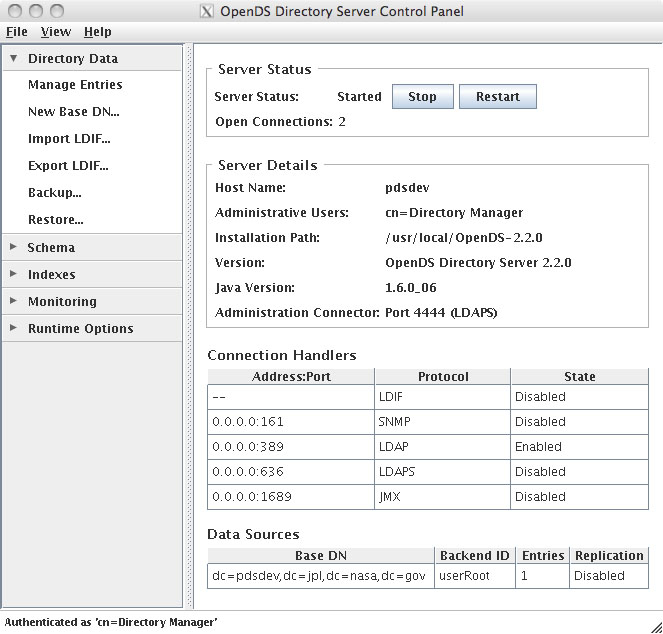 OpenDS Directory Server Control Panel
File View Help
Directory Data
Manage Entries
New Base DN...
Import LDIF...
Export LDIF...
Backup...
Restore...
Schema
Indexes
Monitoring
Runtime Options
Server Status
Server Status: Started Stop Restart
Open Connections: 2
Server Details
Host Name: pdsdev
Administrative Users: cn=Directory Manager
Installation Path: /usr/local/OpenDS-2.2.0
Version: OpenDS Directory Server 2.2.0
Java Version: 1.6.0_06
Administration Connector: Port 4444 (LDAPS)
Connection Handlers
Address:Port Protocol State
-- LDIF Disabled
0.0.0.0:161 SNMP Disabled
0.0.0.0:389 LDAP Enabled
0.0.0.0:636 LDAPS Disabled
0.0.0.0:1689 JMX Disabled
Data Sources
Base DN Backend ID Entries Replication
dc=pdsdev,dc=jpl,dc=nasa,dc=gov userRoot 1 Disabled
Authenticated as 'cn=Directory Manager'